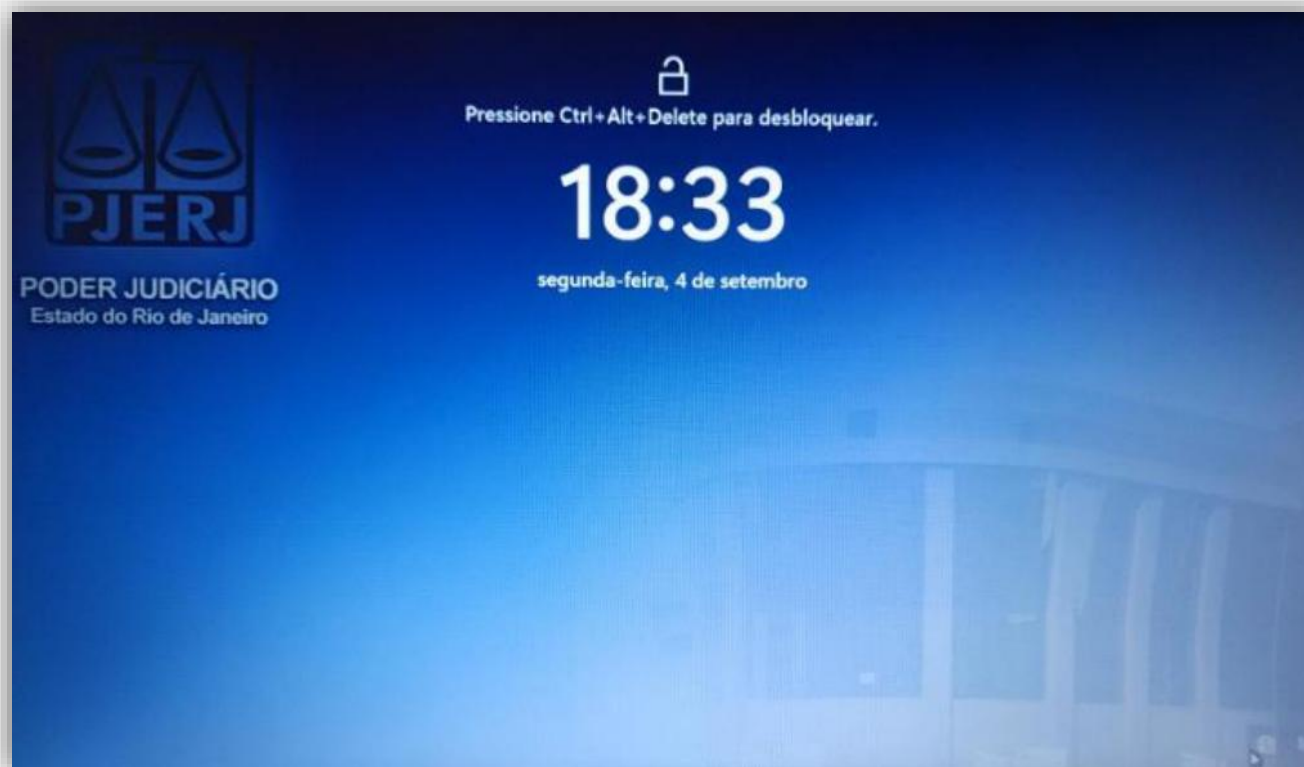 PJERJ
PODER JUDICIÁRIO
Estado do Rio de Janeiro
Pressione Ctrl+Alt+Delete para desbloquear.
18:33
segunda-feira, 4 de setembro